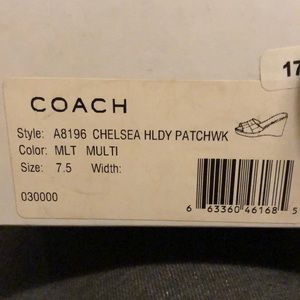 17
COACH
Style: A8196 CHELSEA HLDY PATCHWK
Color: MLT MULTI
Size: 7.5 Width:
030000
6 63360 46168 5